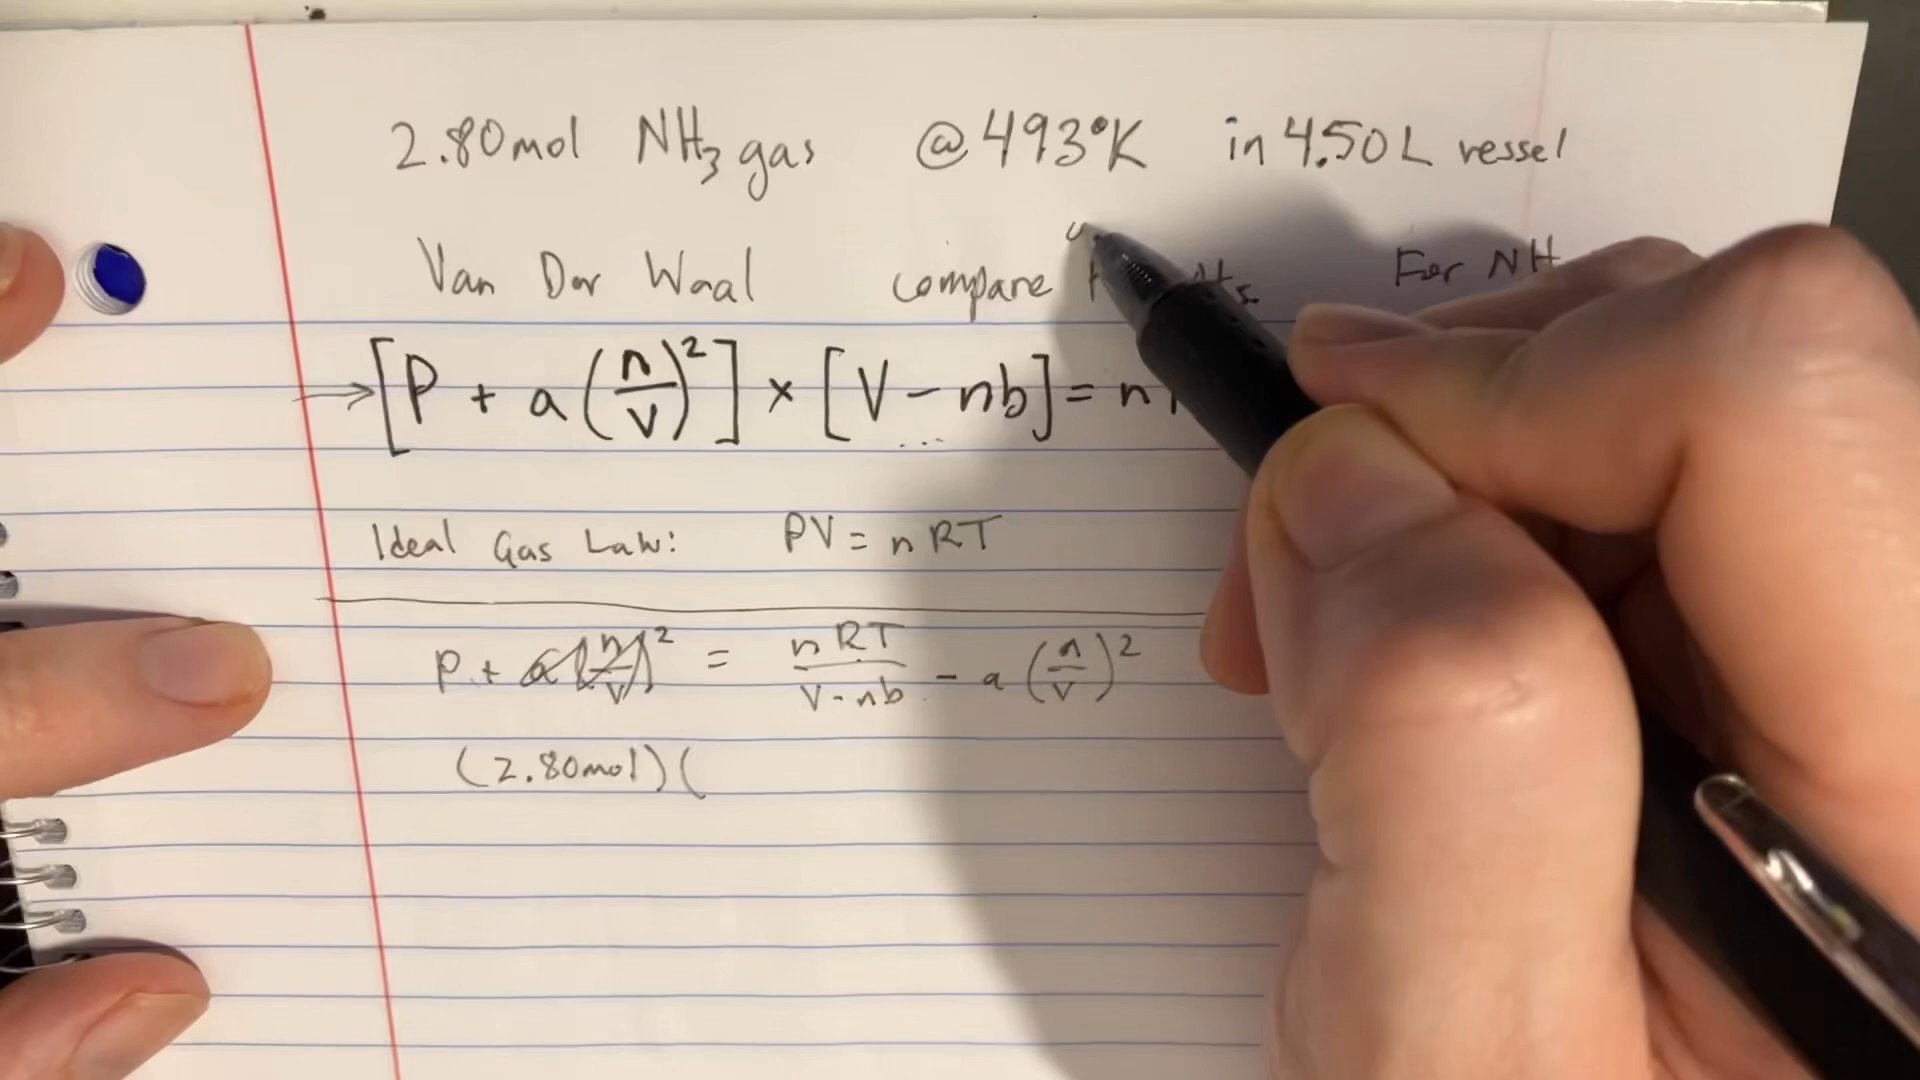 2.80mol NH₃ gas @ 493°K in 4.50L vessel
Van Der Waal compare For NH
→ [P + a(n/v)²] × [V - nb] = n
Ideal Gas Law: PV = nRT
P + a(n/v)² = nRT/(V - nb) - a(n/v)²
(2.80mol)(